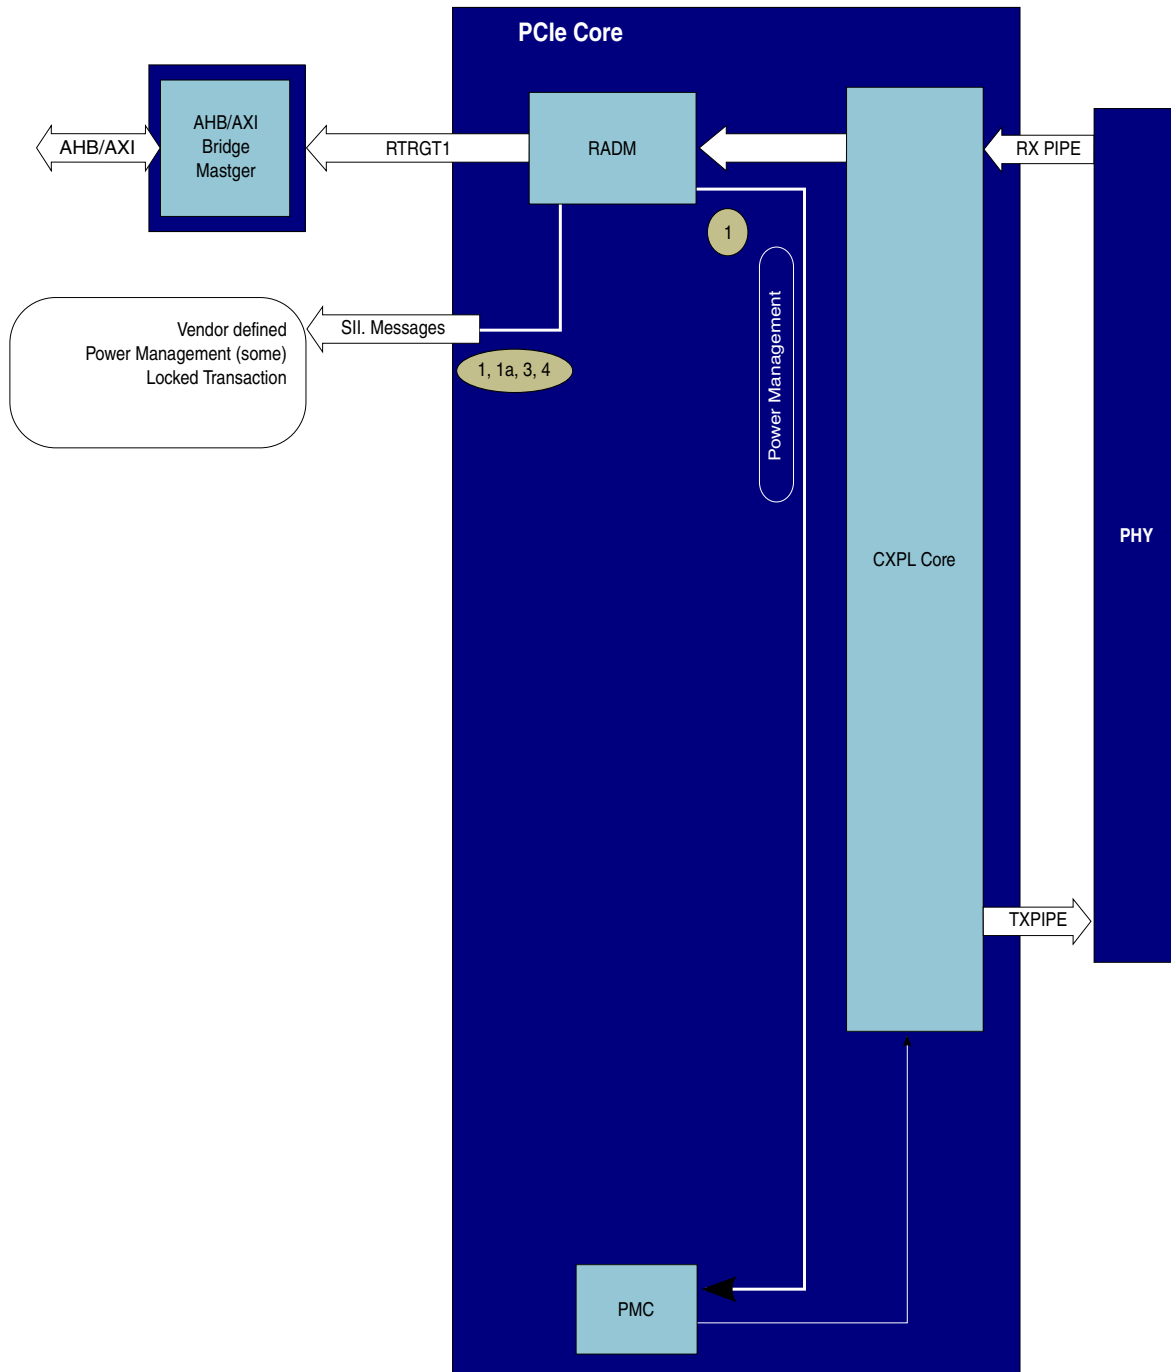 PCIe Core
AHB/AXI
AHB/AXI
Bridge
Mastger
RTRGT1
RADM
RX PIPE
1
Power Management
SII. Messages
Vendor defined
Power Management (some)
Locked Transaction
1, 1a, 3, 4
CXPL Core
PHY
TXPIPE
PMC